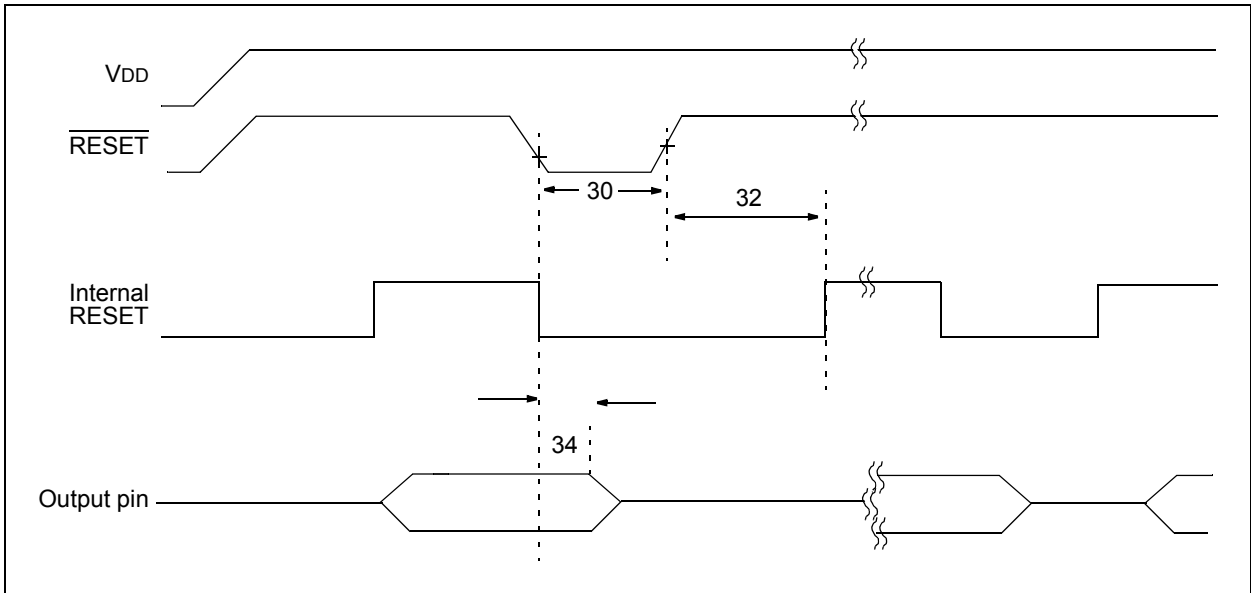 VDD
RESET
30
32
Internal
RESET
34
Output pin